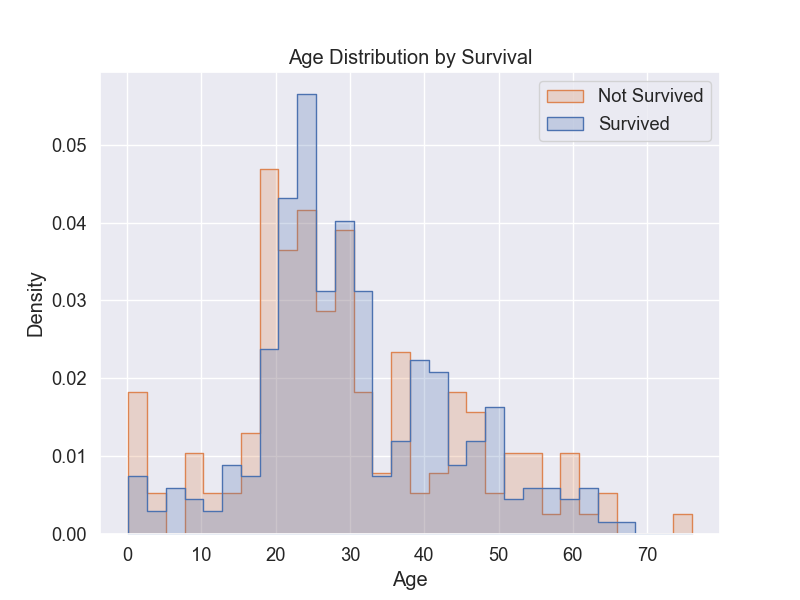 Age Distribution by Survival
Not Survived
Survived
0.05
0.04
0.03
0.02
0.01
0.00
Density
0 10 20 30 40 50 60 70
Age